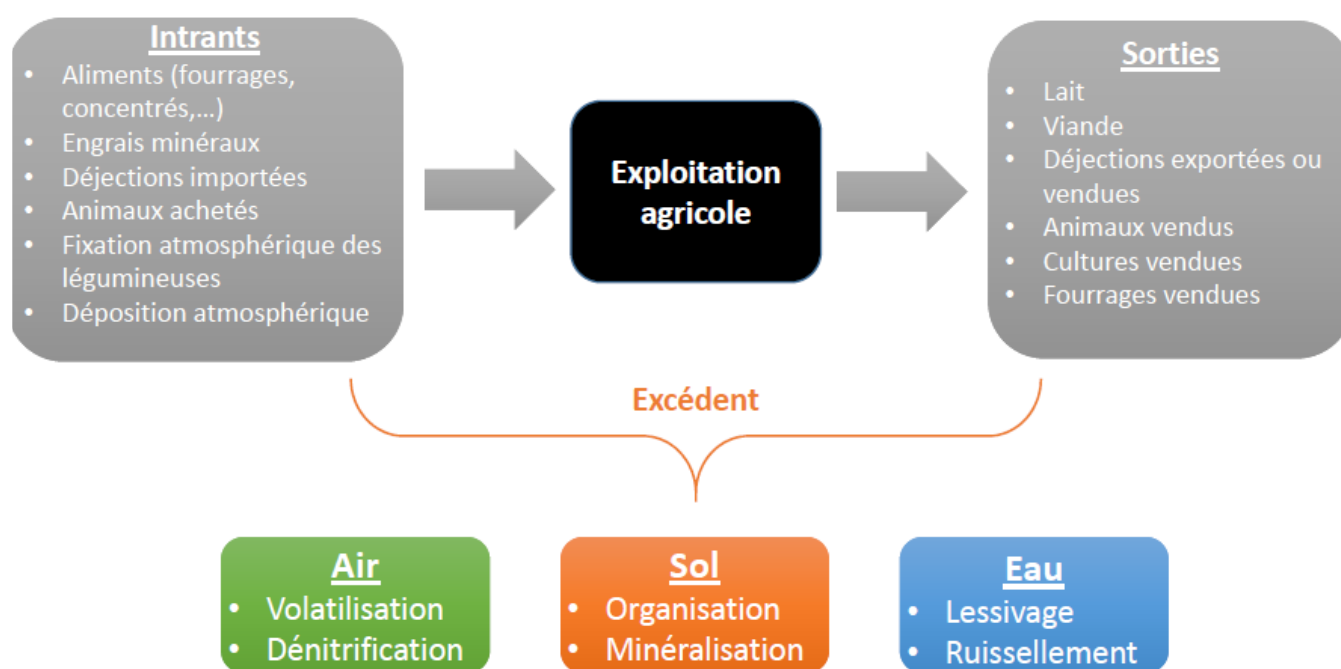 Intrants
• Aliments (fourrages,
concentrés,...)
• Engrais minéraux
• Déjections importées
• Animaux achetés
• Fixation atmosphérique des
légumineuses
• Déposition atmosphérique
Exploitation
agricole
Sorties
• Lait
• Viande
• Déjections exportées ou
vendues
• Animaux vendus
• Cultures vendues
• Fourrages vendues
Excédent
Air
• Volatilisation
• Dénitrification
Sol
• Organisation
• Minéralisation
Eau
• Lessivage
• Ruissellement